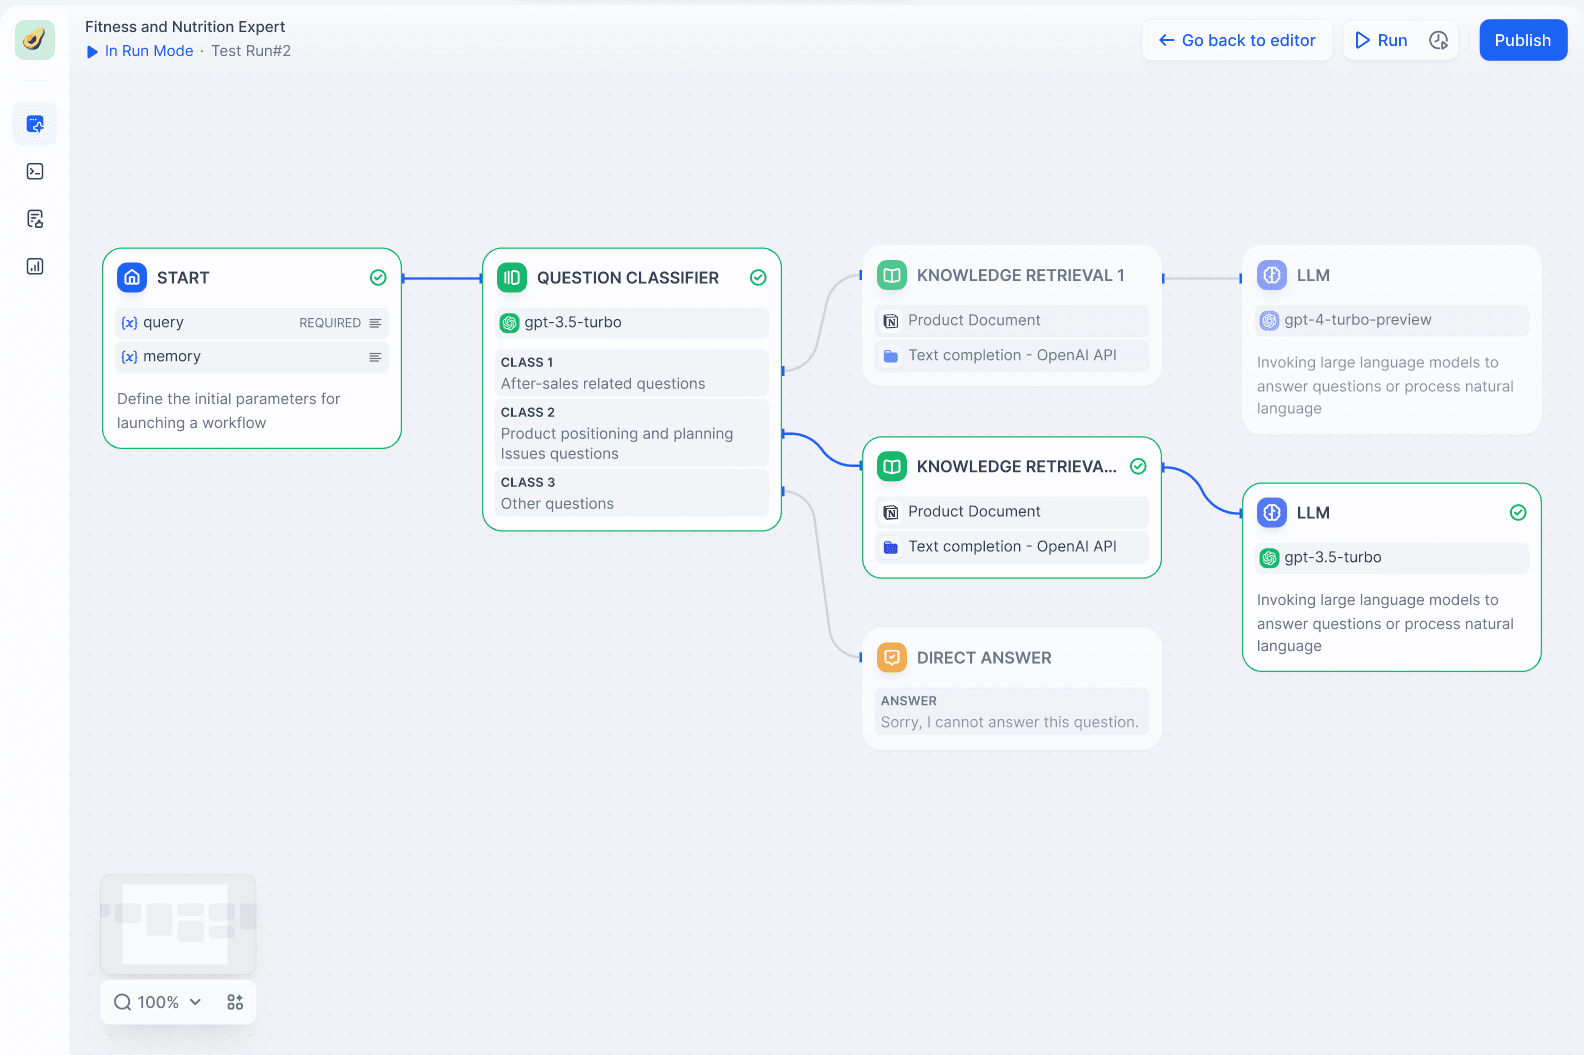 Fitness and Nutrition Expert
In Run Mode · Test Run#2
Go back to editor
Run
Publish
START
{x} query REQUIRED
{x} memory
Define the initial parameters for
launching a workflow
QUESTION CLASSIFIER
gpt-3.5-turbo
CLASS 1
After-sales related questions
CLASS 2
Product positioning and planning
Issues questions
CLASS 3
Other questions
KNOWLEDGE RETRIEVAL 1
Product Document
Text completion - OpenAI API
LLM
gpt-4-turbo-preview
Invoking large language models to
answer questions or process natural
language
KNOWLEDGE RETRIEVA...
Product Document
Text completion - OpenAI API
LLM
gpt-3.5-turbo
Invoking large language models to
answer questions or process natural
language
DIRECT ANSWER
ANSWER
Sorry, I cannot answer this question.
100%